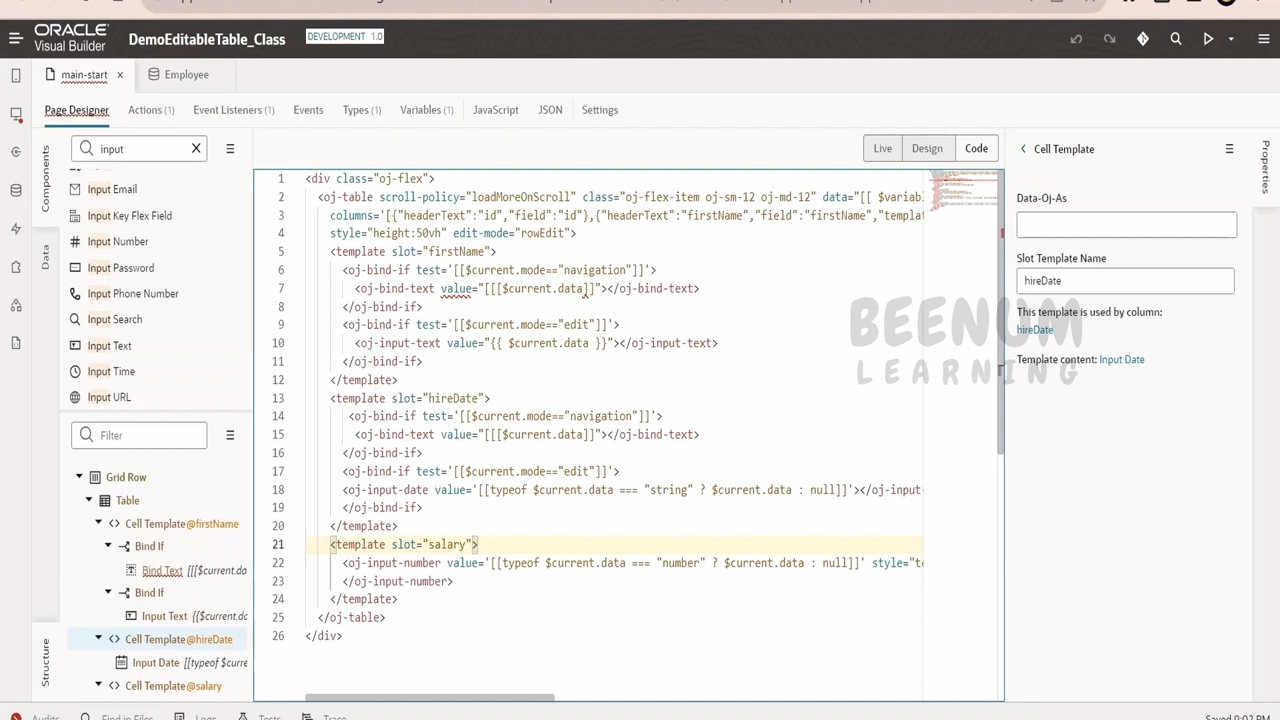 ORACLE
Visual Builder
DemoEditableTable_Class
DEVELOPMENT 1.0
main-start
Employee
Page Designer
Actions (1)
Event Listeners (1)
Events
Types (1)
Variables (1)
JavaScript
JSON
Settings
Components
Data
Structure
input
Input Email
Input Key Flex Field
Input Number
Input Password
Input Phone Number
Input Search
Input Text
Input Time
Input URL
Filter
Grid Row
Table
Cell Template@firstName
Bind If
Bind Text [[[$current.da
Bind If
Input Text {{$current.da
Cell Template@hireDate
Input Date [[typeof $curre
Cell Template@salary
Live
Design
Code
1 <div class="oj-flex">
2 <oj-table scroll-policy="loadMoreOnScroll" class="oj-flex-item oj-sm-12 oj-md-12" data="[[ $variab
3 columns='[{"headerText":"id","field":"id"},{"headerText":"firstName","field":"firstName","templat
4 style="height:50vh" edit-mode="rowEdit">
5 <template slot="firstName">
6 <oj-bind-if test='[[$current.mode=="navigation"]]'>
7 <oj-bind-text value="[[[$current.data]]"></oj-bind-text>
8 </oj-bind-if>
9 <oj-bind-if test='[[$current.mode=="edit"]]'>
10 <oj-input-text value="{{ $current.data }}"></oj-input-text>
11 </oj-bind-if>
12 </template>
13 <template slot="hireDate">
14 <oj-bind-if test='[[$current.mode=="navigation"]]'>
15 <oj-bind-text value="[[[$current.data]]"></oj-bind-text>
16 </oj-bind-if>
17 <oj-bind-if test='[[$current.mode=="edit"]]'>
18 <oj-input-date value='[[typeof $current.data === "string" ? $current.data : null]]'></oj-input-
19 </oj-bind-if>
20 </template>
21 <template slot="salary">
22 <oj-input-number value='[[typeof $current.data === "number" ? $current.data : null]]' style="te
23 </oj-input-number>
24 </template>
25 </oj-table>
26 </div>
Cell Template
Data-Oj-As
Slot Template Name
hireDate
This template is used by column:
hireDate
Template content: Input Date
Properties
BEENUM
LEARNING
Audits
Find in Files
Logs
Tests
Trace
Saved 9:02 PM